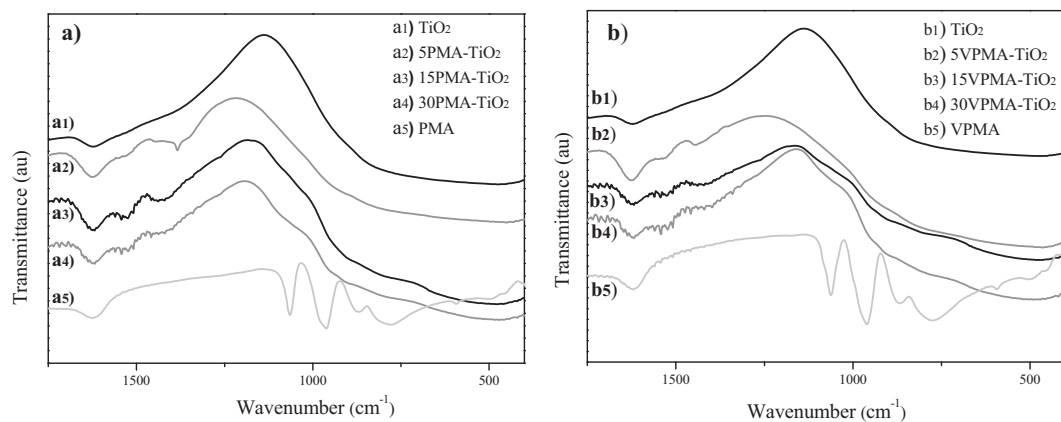 a)
a1) TiO₂
a2) 5PMA-TiO₂
a3) 15PMA-TiO₂
a4) 30PMA-TiO₂
a5) PMA
a1)
a2)
a3)
a4)
a5)
Transmittance (au)
1500
1000
500
Wavenumber (cm⁻¹)
b)
b1) TiO₂
b2) 5VPMA-TiO₂
b3) 15VPMA-TiO₂
b4) 30VPMA-TiO₂
b5) VPMA
b1)
b2)
b3)
b4)
b5)
Transmittance (au)
1500
1000
500
Wavenumber (cm⁻¹)